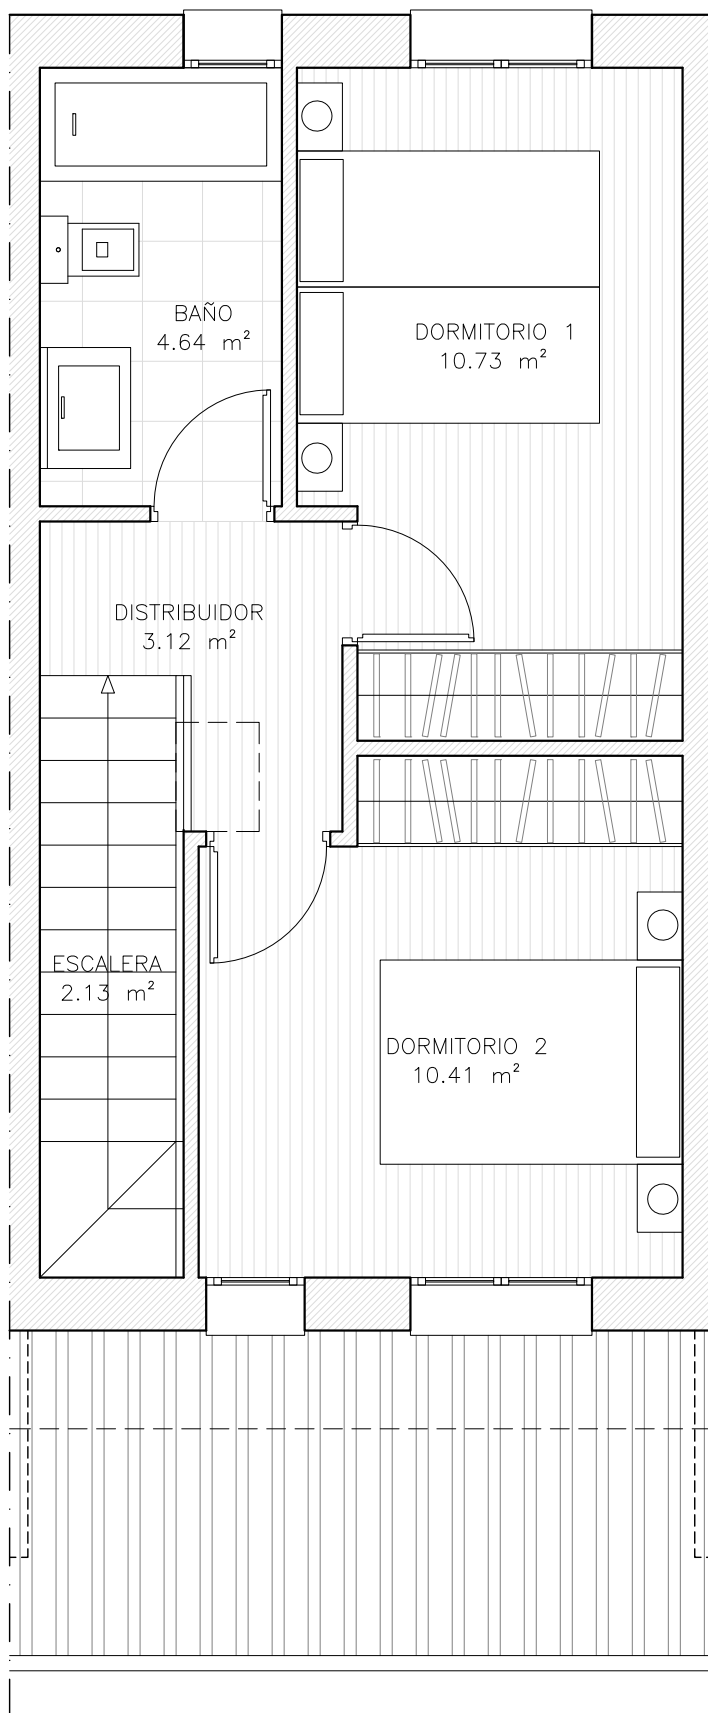 BAÑO
4.64 m²
DORMITORIO 1
10.73 m²
DISTRIBUIDOR
3.12 m²
ESCALERA
2.13 m²
DORMITORIO 2
10.41 m²